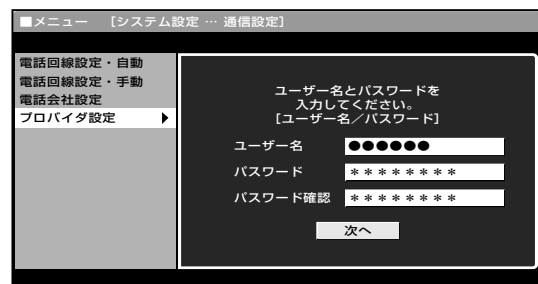 ■メニュー [システム設定 … 通信設定]
電話回線設定・自動
電話回線設定・手動
電話会社設定
プロバイダ設定 ▶
ユーザー名とパスワードを
入力してください。
[ユーザー名／パスワード]
ユーザー名 ●●●●●●
パスワード ＊＊＊＊＊＊＊＊
パスワード確認 ＊＊＊＊＊＊＊＊
次へ